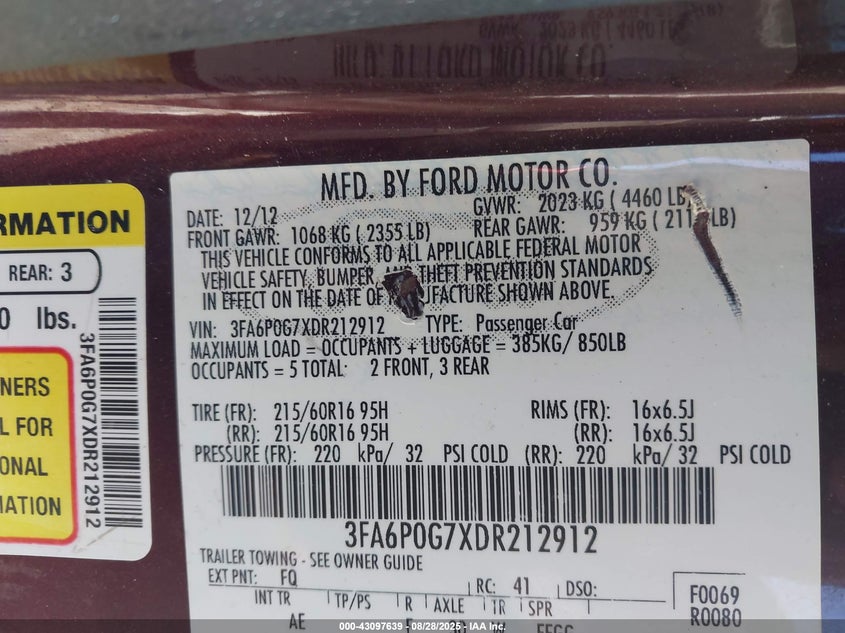 RMATION
REAR: 3
0 lbs.
NERS
L FOR
ONAL
MATION
3FA6P0G7XDR212912
MFD. BY FORD MOTOR CO.
DATE: 12/12 GVWR: 2023 KG ( 4460 LB)
FRONT GAWR: 1068 KG ( 2355 LB) REAR GAWR: 959 KG ( 211 LB)
THIS VEHICLE CONFORMS TO ALL APPLICABLE FEDERAL MOTOR
VEHICLE SAFETY, BUMPER, THEFT PREVENTION STANDARDS
IN EFFECT ON THE DATE OF FACTURE SHOWN ABOVE.
VIN: 3FA6P0G7XDR212912 TYPE: Passenger Car
MAXIMUM LOAD = OCCUPANTS + LUGGAGE = 385KG/ 850LB
OCCUPANTS = 5 TOTAL: 2 FRONT, 3 REAR
TIRE (FR): 215/60R16 95H RIMS (FR): 16x6.5J
(RR): 215/60R16 95H (RR): 16x6.5J
PRESSURE (FR): 220 kPa/ 32 PSI COLD (RR): 220 kPa/ 32 PSI COLD
3FA6P0G7XDR212912
TRAILER TOWING - SEE OWNER GUIDE
EXT PNT: FQ RC: 41 DSO: F0069
INT TR TP/PS R AXLE TR SPR R0080
AE
000-43097639 - 08/28/2025 - IAA Inc.